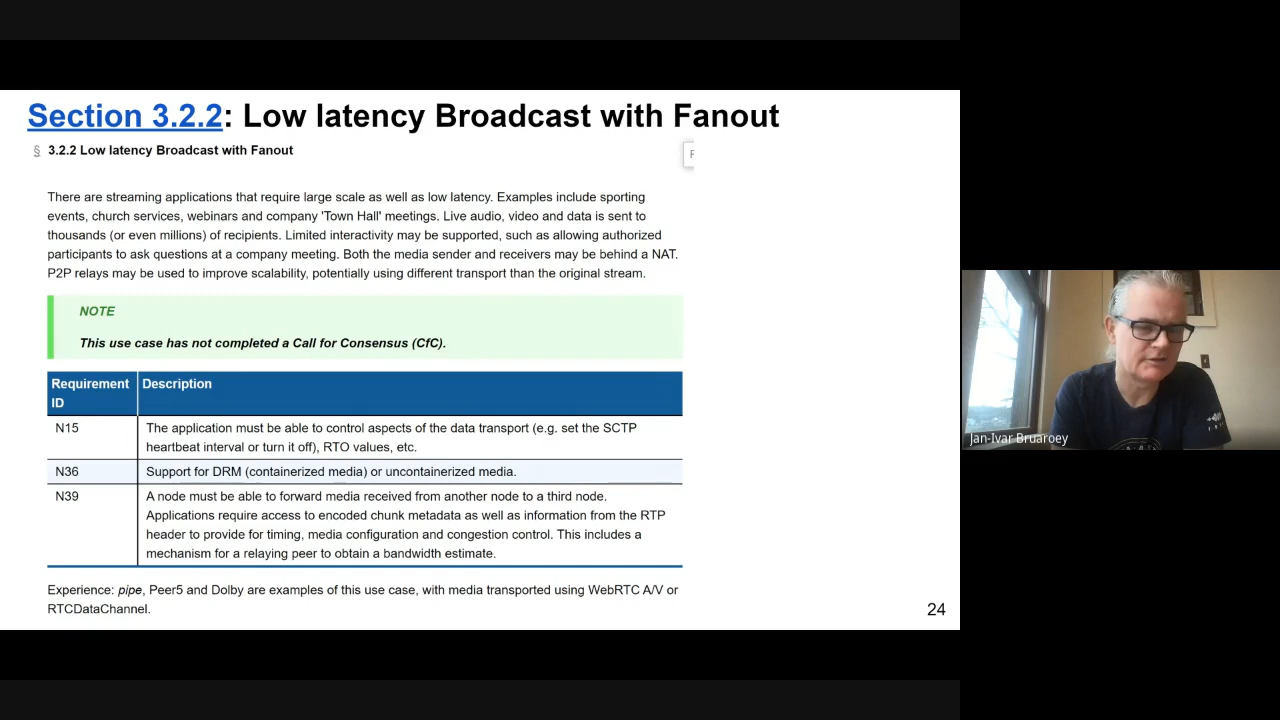 Section 3.2.2: Low latency Broadcast with Fanout
§ 3.2.2 Low latency Broadcast with Fanout
There are streaming applications that require large scale as well as low latency. Examples include sporting
events, church services, webinars and company 'Town Hall' meetings. Live audio, video and data is sent to
thousands (or even millions) of recipients. Limited interactivity may be supported, such as allowing authorized
participants to ask questions at a company meeting. Both the media sender and receivers may be behind a NAT.
P2P relays may be used to improve scalability, potentially using different transport than the original stream.
NOTE
This use case has not completed a Call for Consensus (CfC).
Requirement ID Description
N15 The application must be able to control aspects of the data transport (e.g. set the SCTP
heartbeat interval or turn it off), RTO values, etc.
N36 Support for DRM (containerized media) or uncontainerized media.
N39 A node must be able to forward media received from another node to a third node.
Applications require access to encoded chunk metadata as well as information from the RTP
header to provide for timing, media configuration and congestion control. This includes a
mechanism for a relaying peer to obtain a bandwidth estimate.
Experience: pipe, Peer5 and Dolby are examples of this use case, with media transported using WebRTC A/V or
RTCDataChannel.
24
Jan-Ivar Bruaroey